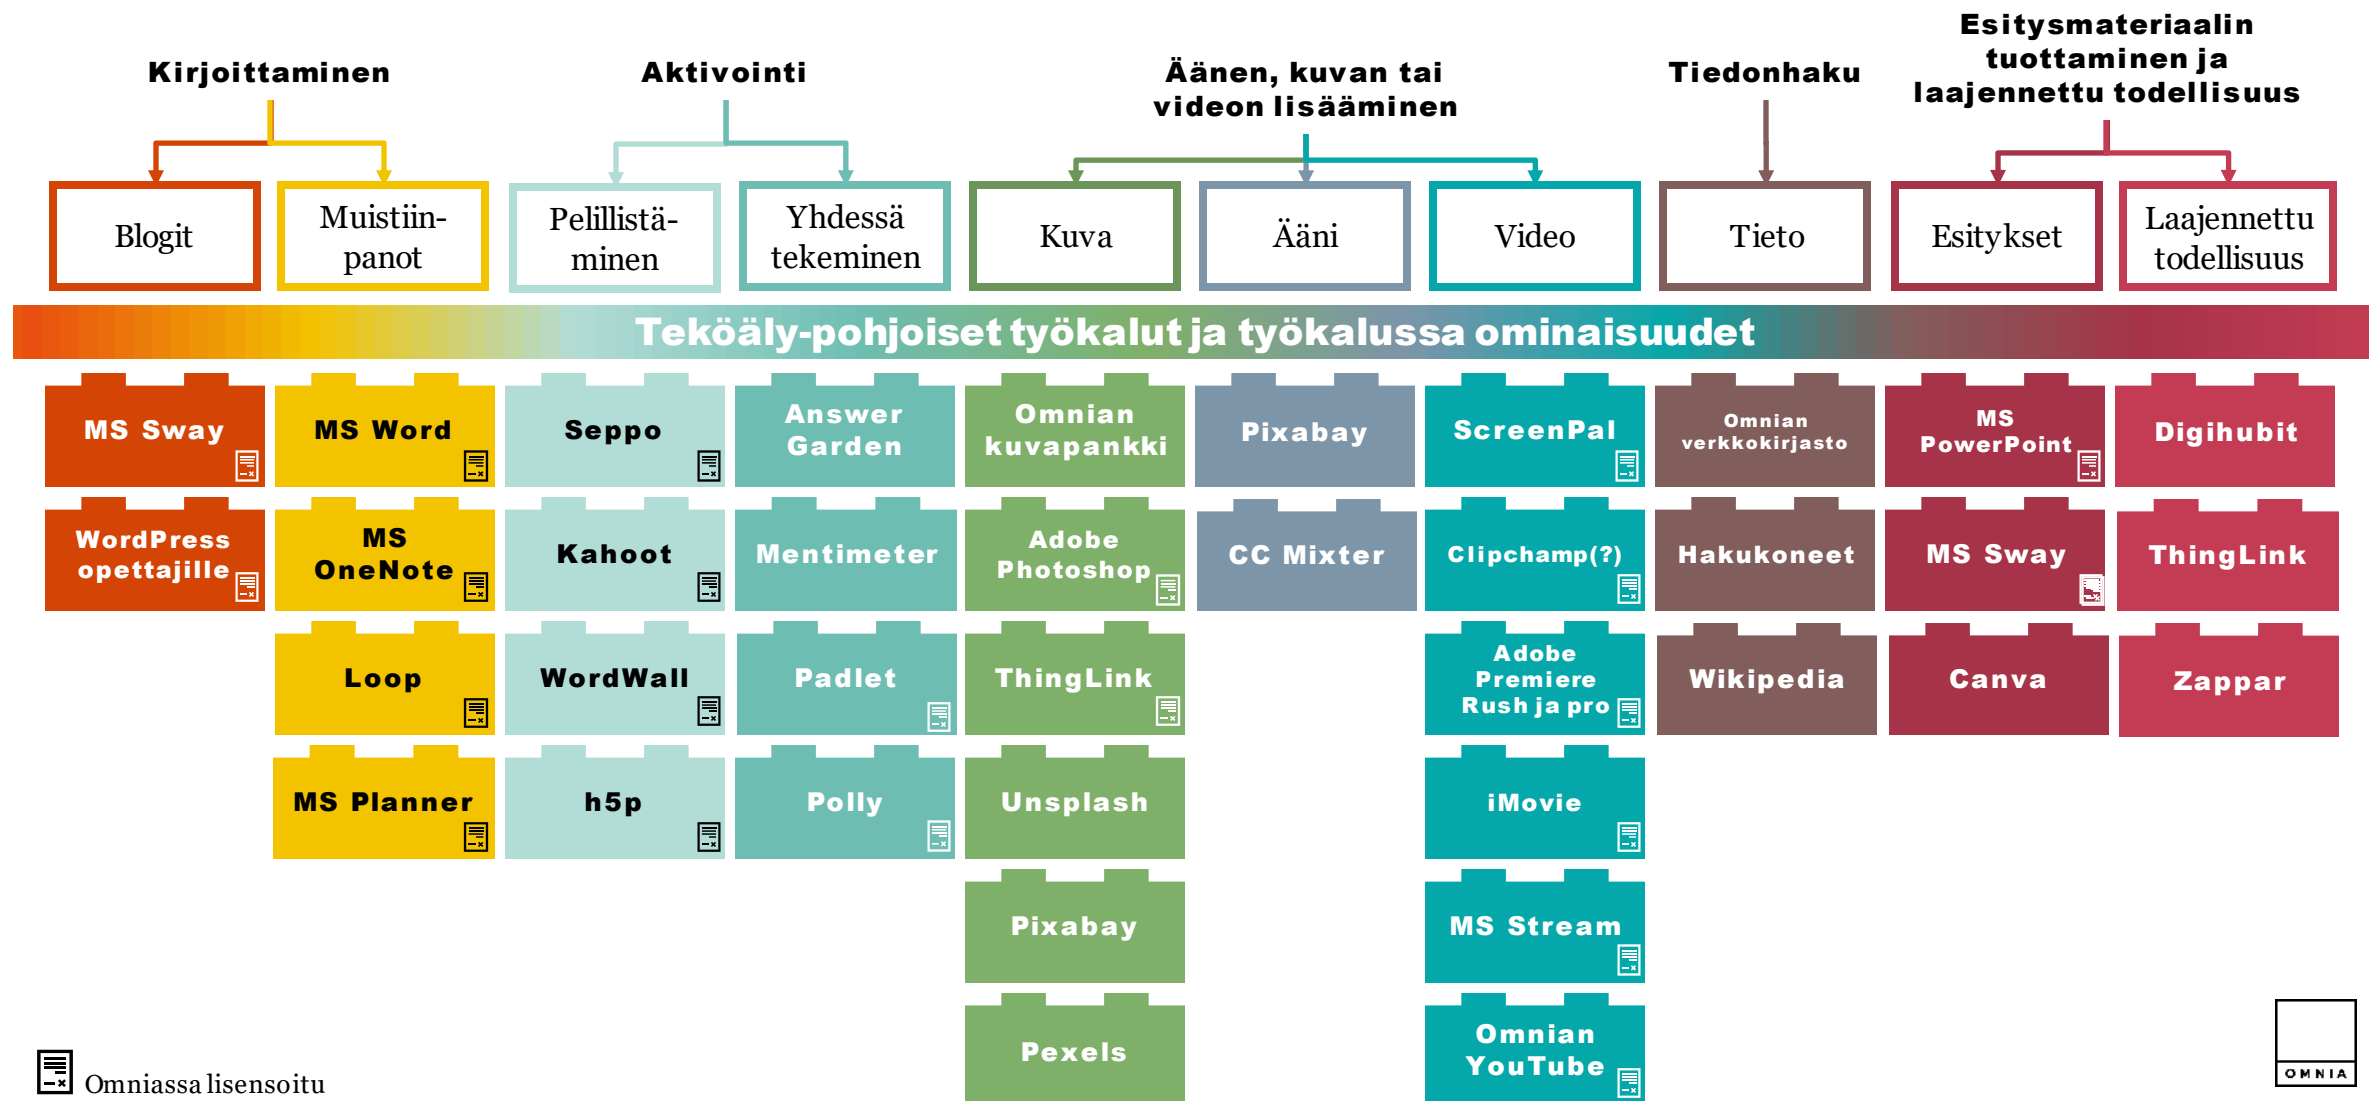 Kirjoittaminen
Aktivointi
Äänen, kuvan tai
videon lisääminen
Tiedonhaku
Esitysmateriaalin
tuottaminen ja
laajennettu todellisuus
Blogit
Muistiin-
panot
Pelillistä-
minen
Yhdessä
tekeminen
Kuva
Ääni
Video
Tieto
Esitykset
Laajennettu
todellisuus
Teköäly-pohjoiset työkalut ja työkalussa ominaisuudet
MS Sway
MS Word
Seppo
Answer
Garden
Omnian
kuvapankki
Pixabay
ScreenPal
Omnian
verkkokirjasto
MS
PowerPoint
Digihubit
WordPress
opettajille
MS
OneNote
Kahoot
Mentimeter
Adobe
Photoshop
CC Mixter
Clipchamp(?)
Hakukoneet
MS Sway
ThingLink
Loop
WordWall
Padlet
ThingLink
Adobe
Premiere
Rush ja pro
Wikipedia
Canva
Zappar
MS Planner
h5p
Polly
Unsplash
iMovie
Pixabay
MS Stream
Pexels
Omnian
YouTube
Omniassa lisensoitu
OMNIA